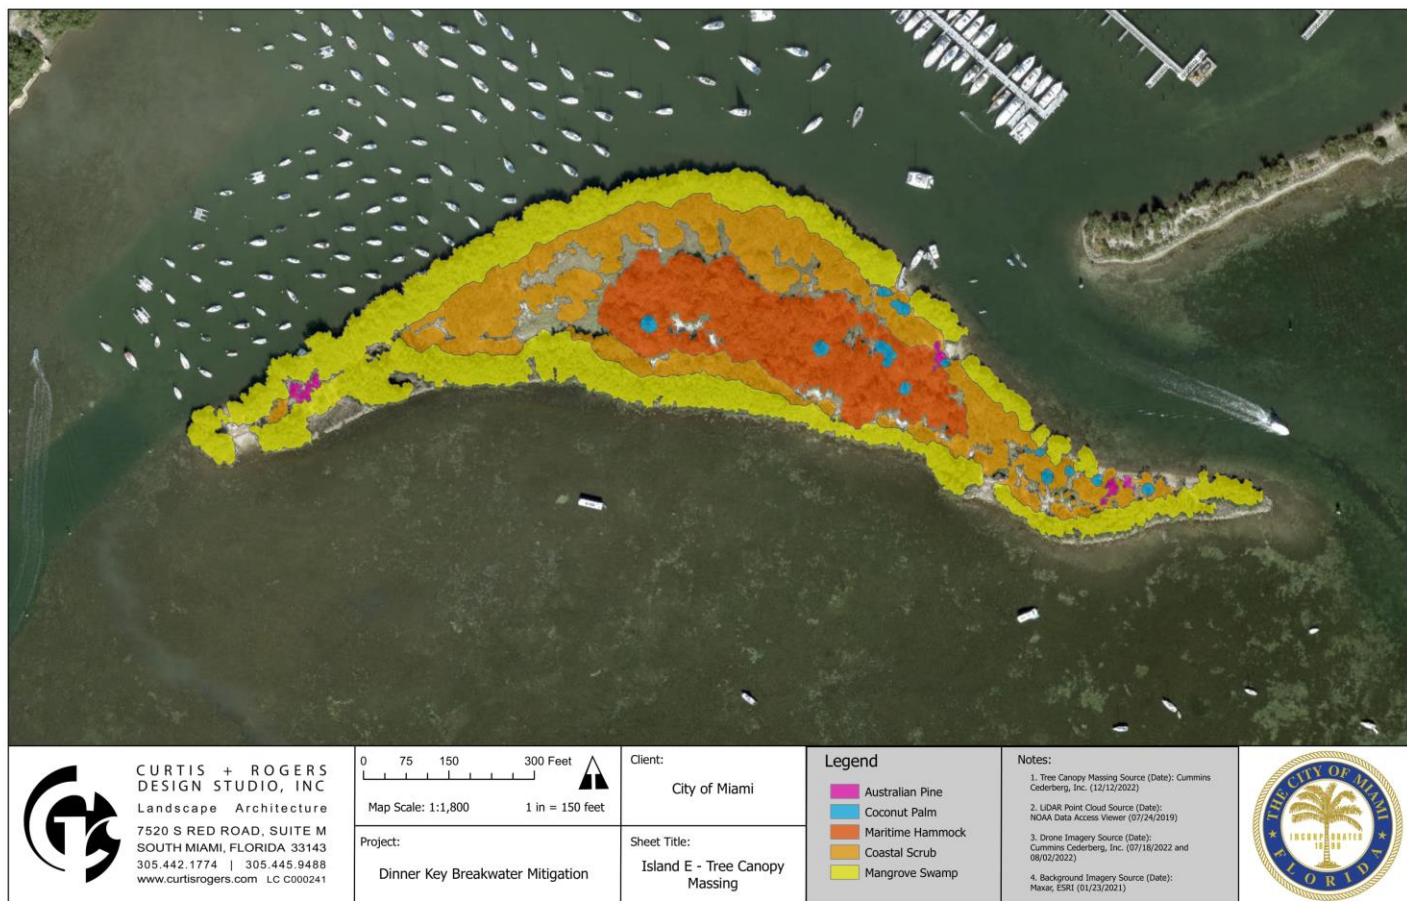 CURTIS + ROGERS
DESIGN STUDIO, INC
Landscape Architecture
7520 S RED ROAD, SUITE M
SOUTH MIAMI, FLORIDA 33143
305.442.1774 | 305.445.9488
www.curtisrogers.com LC C000241
0 75 150 300 Feet
Map Scale: 1:1,800 1 in = 150 feet
Project:
Dinner Key Breakwater Mitigation
Client:
City of Miami
Sheet Title:
Island E - Tree Canopy
Massing
Legend
Australian Pine
Coconut Palm
Maritime Hammock
Coastal Scrub
Mangrove Swamp
Notes:
1. Tree Canopy Massing Source (Date): Cummins
Cederberg, Inc. (12/12/2022)
2. LiDAR Point Cloud Source (Date):
NOAA Data Access Viewer (07/24/2019)
3. Drone Imagery Source (Date):
Cummins Cederberg, Inc. (07/18/2022 and
08/02/2022)
4. Background Imagery Source (Date):
Maxar, ESRI (01/23/2021)
THE CITY OF MIAMI
INCORPORATED
18 96
FLORIDA